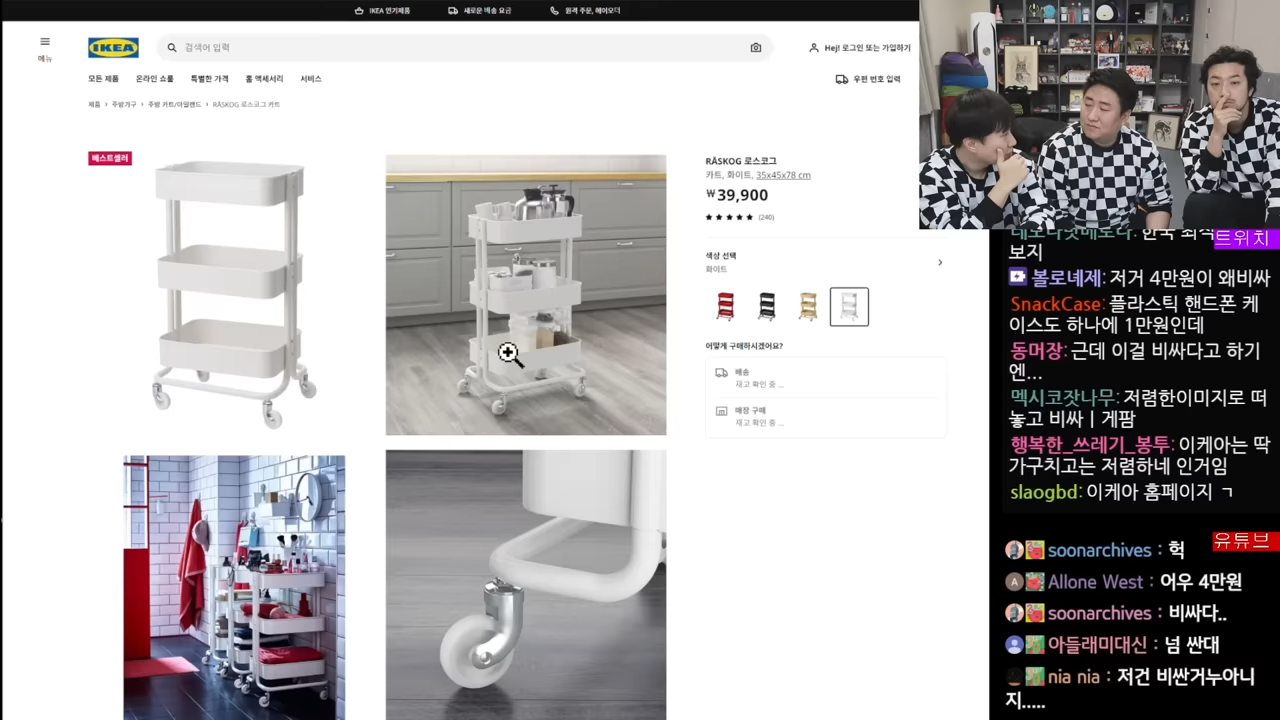 IKEA 인기제품
새로운 배송 요금
원격 주문, 헤이오더
메뉴
IKEA
검색어 입력
Hej! 로그인 또는 가입하기
모든 제품 온라인 쇼룸 특별한 가격 홈 액세서리 서비스
우편 번호 입력
제품 › 주방가구 › 주방 카트/아일랜드 › RÅSKOG 로스코그 카트
베스트셀러
RÅSKOG 로스코그
카트, 화이트, 35x45x78 cm
₩39,900
(240)
색상 선택
화이트
어떻게 구매하시겠어요?
배송
재고 확인 중 ...
매장 구매
재고 확인 중 ...
트위치
보지
볼로녜제: 저거 4만원이 왜비싸
SnackCase: 플라스틱 핸드폰 케
이스도 하나에 1만원인데
동머장: 근데 이걸 비싸다고 하기
엔...
멕시코잣나무: 저렴한이미지로 떠
놓고 비싸ㅣ게팜
행복한_쓰레기_봉투: 이케아는 딱
가구치고는 저렴하네 인거임
slaogbd: 이케아 홈페이지 ㄱ
유튜브
soonarchives : 헉
Allone West : 어우 4만원
soonarchives : 비싸다..
아들래미대신 : 넘 싼대
nia nia : 저건 비싼거누아니
지.....